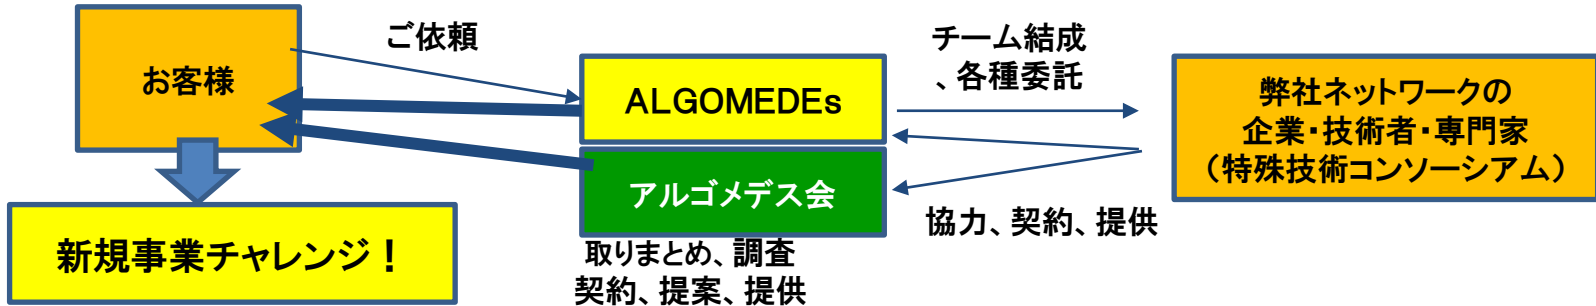 お客様
ご依頼
ALGOMEDEs
アルゴメデス会
チーム結成
、各種委託
弊社ネットワークの
企業・技術者・専門家
（特殊技術コンソーシアム）
協力、契約、提供
取りまとめ、調査
契約、提案、提供
新規事業チャレンジ！